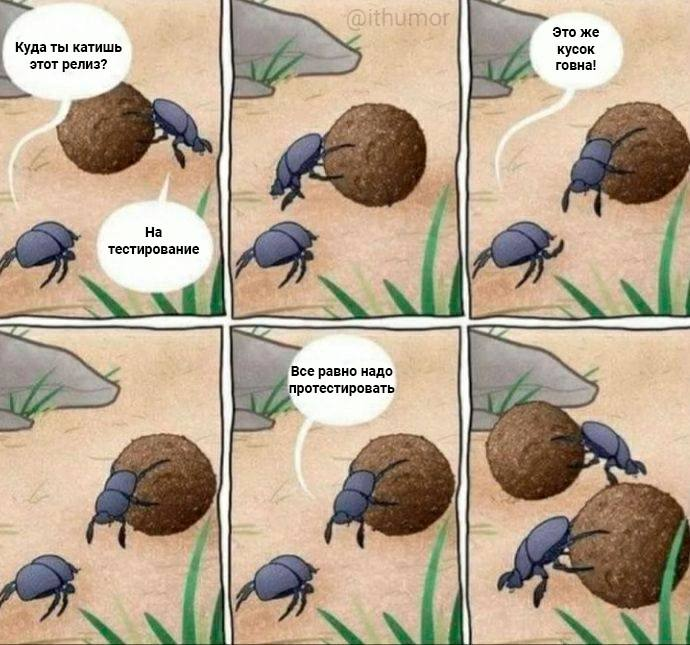 @ithumor
Куда ты катишь
этот релиз?
На
тестирование
Это же
кусок
говна!
Все равно надо
протестировать